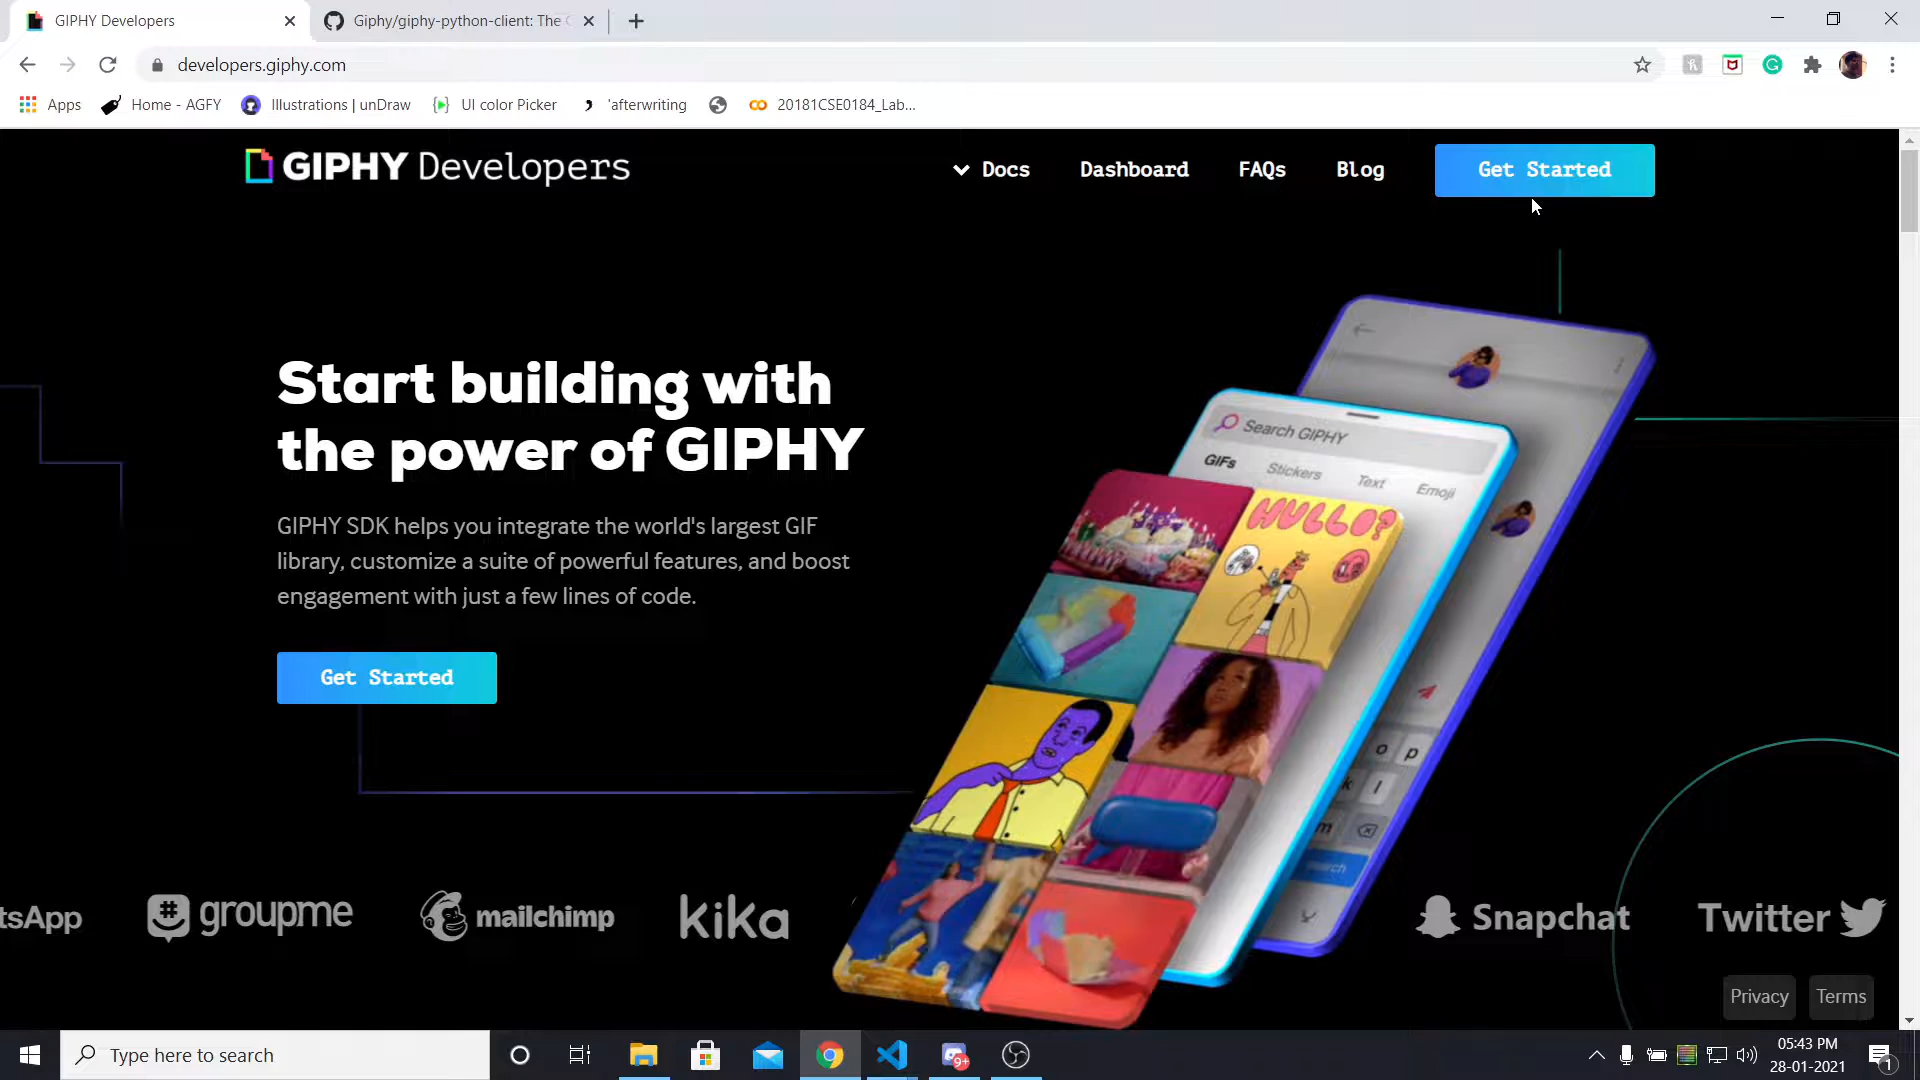 GIPHY Developers
Giphy/giphy-python-client: The
developers.giphy.com
Apps
Home - AGFY
Illustrations | unDraw
UI color Picker
'afterwriting
20181CSE0184_Lab...
GIPHY Developers
Docs
Dashboard
FAQs
Blog
Get Started
Start building with
the power of GIPHY
GIPHY SDK helps you integrate the world's largest GIF
library, customize a suite of powerful features, and boost
engagement with just a few lines of code.
Get Started
Search GIPHY
GIFs
Stickers
Text
Emoji
HULLO?
o p
k l
m
search
tsApp
groupme
mailchimp
kika
Snapchat
Twitter
Privacy
Terms
Type here to search
9+
05:43 PM
28-01-2021
1